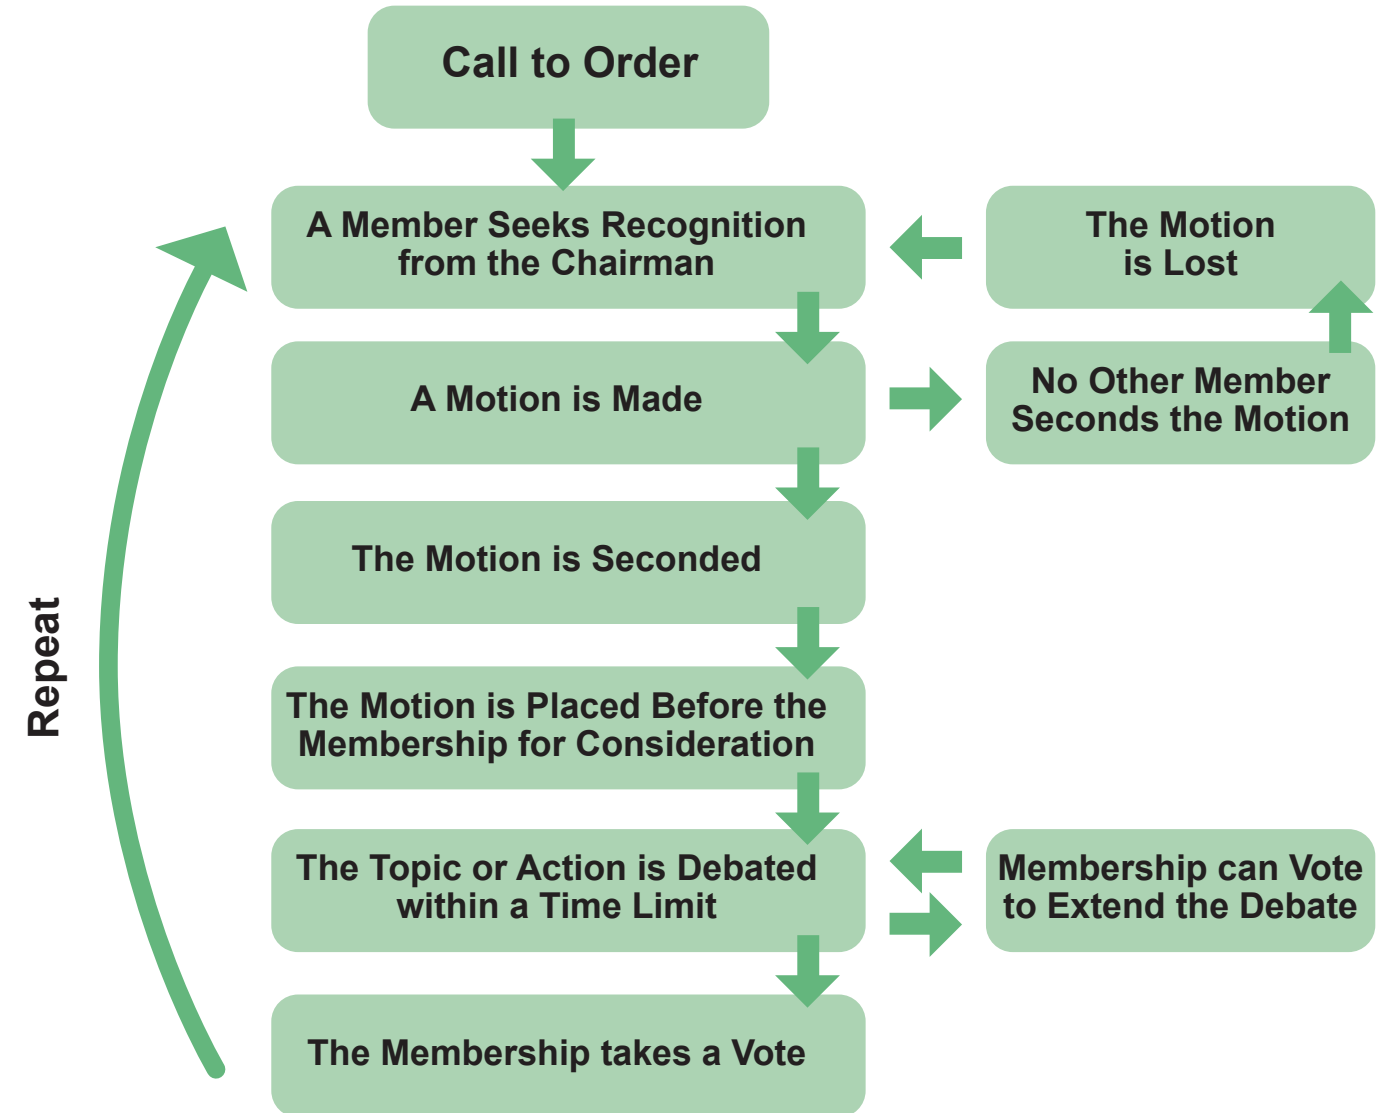 Call to Order
A Member Seeks Recognition
from the Chairman
The Motion
is Lost
A Motion is Made
No Other Member
Seconds the Motion
The Motion is Seconded
The Motion is Placed Before the
Membership for Consideration
The Topic or Action is Debated
within a Time Limit
Membership can Vote
to Extend the Debate
The Membership takes a Vote
Repeat